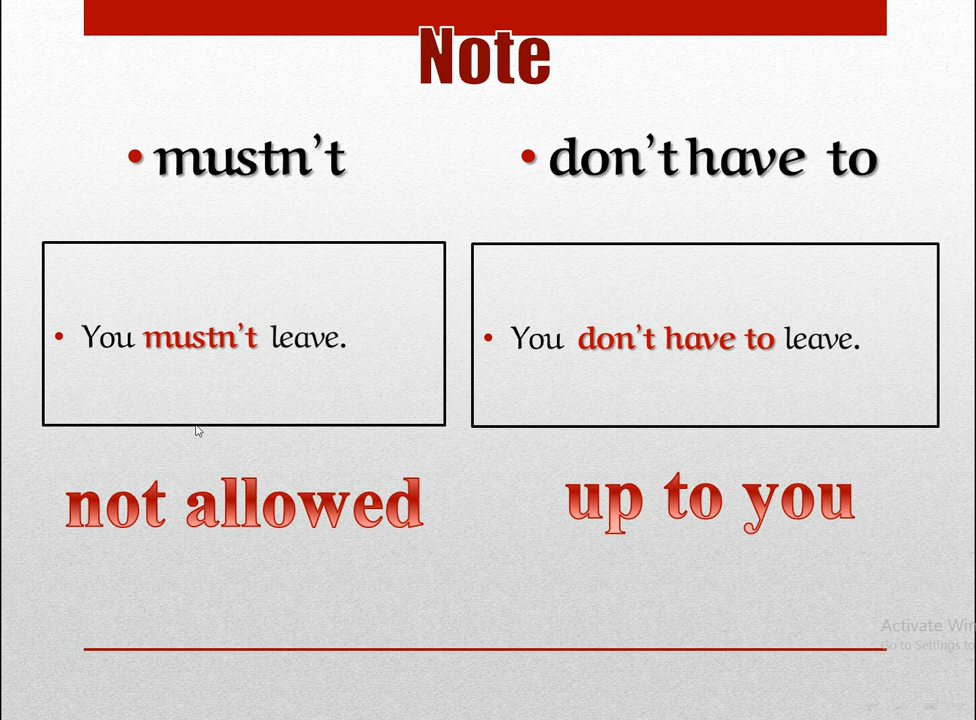 Note
• mustn't
• don't have to
• You mustn't leave.
• You don't have to leave.
not allowed
up to you
Activate Win
Go to Settings to